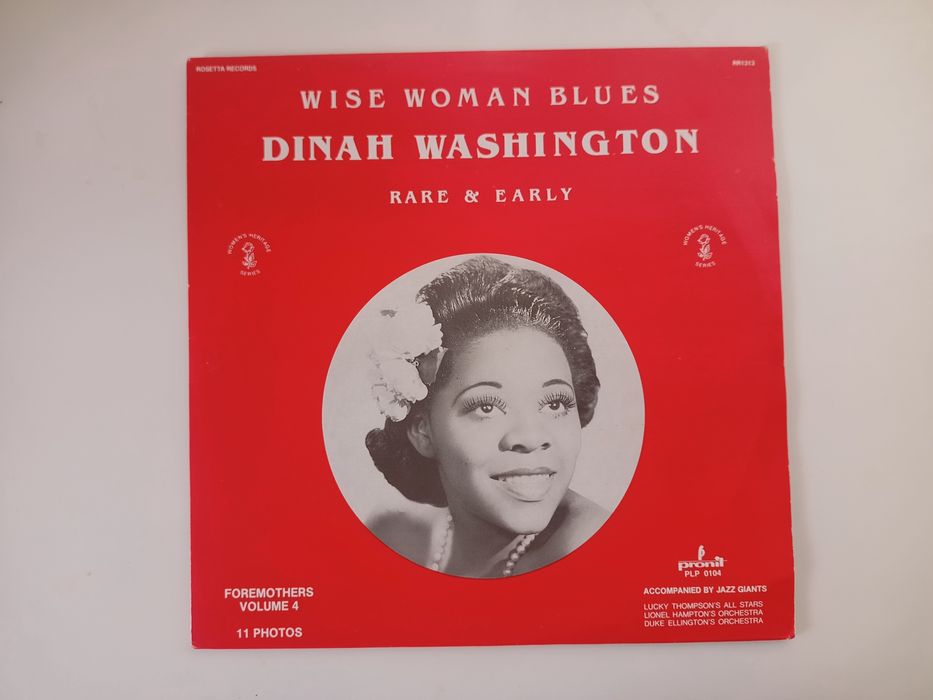 ROSETTA RECORDS
RR1313
WISE WOMAN BLUES
DINAH WASHINGTON
RARE & EARLY
WOMEN'S HERITAGE
SERIES
WOMEN'S HERITAGE
SERIES
pronit
PLP 0104
FOREMOTHERS
VOLUME 4
11 PHOTOS
ACCOMPANIED BY JAZZ GIANTS
LUCKY THOMPSON'S ALL STARS
LIONEL HAMPTON'S ORCHESTRA
DUKE ELLINGTON'S ORCHESTRA